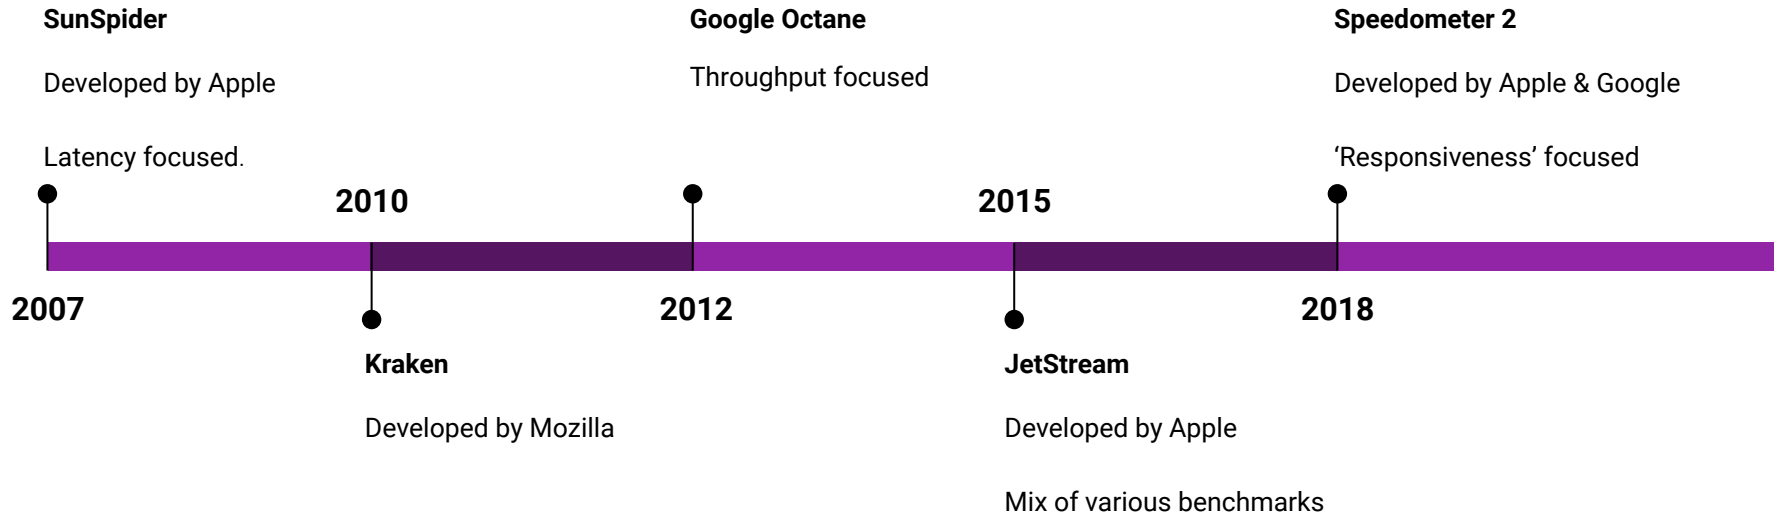 SunSpider
Developed by Apple
Latency focused.
2007
2010
Kraken
Developed by Mozilla
Google Octane
Throughput focused
2012
2015
JetStream
Developed by Apple
Mix of various benchmarks
Speedometer 2
Developed by Apple & Google
‘Responsiveness’ focused
2018